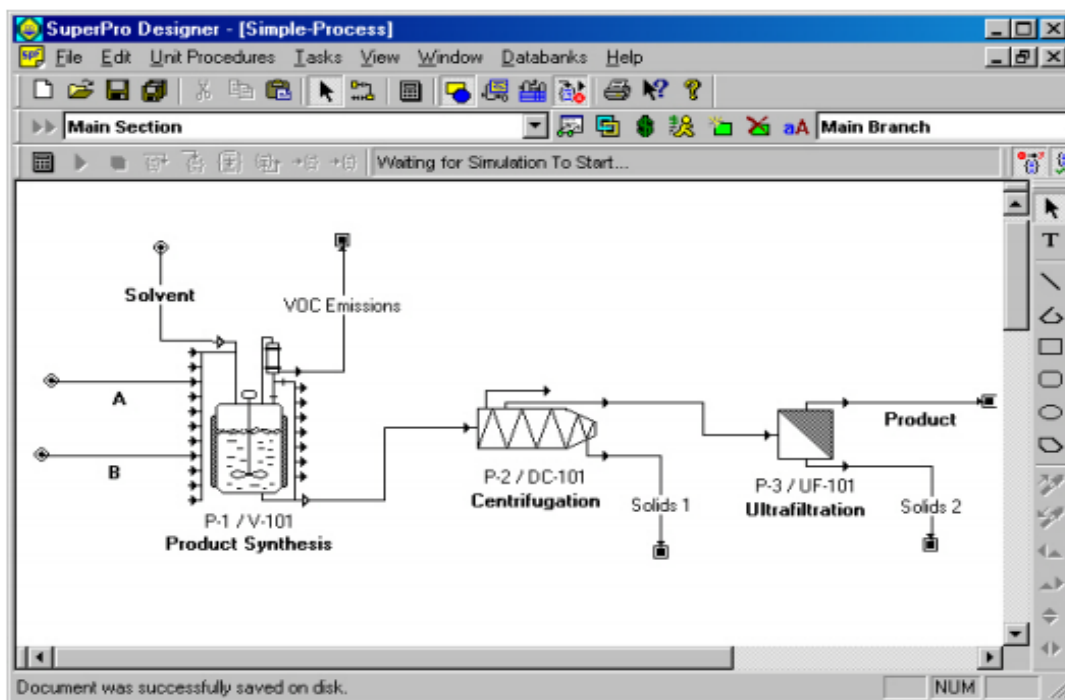 SuperPro Designer - [Simple-Process]
File Edit Unit Procedures Tasks View Window Databanks Help
Main Section
aA Main Branch
Waiting for Simulation To Start...
T
Solvent
VOC Emissions
A
B
P-1 / V-101
Product Synthesis
P-2 / DC-101
Centrifugation
Solids 1
P-3 / UF-101
Ultrafiltration
Product
Solids 2
Document was successfully saved on disk.
NUM